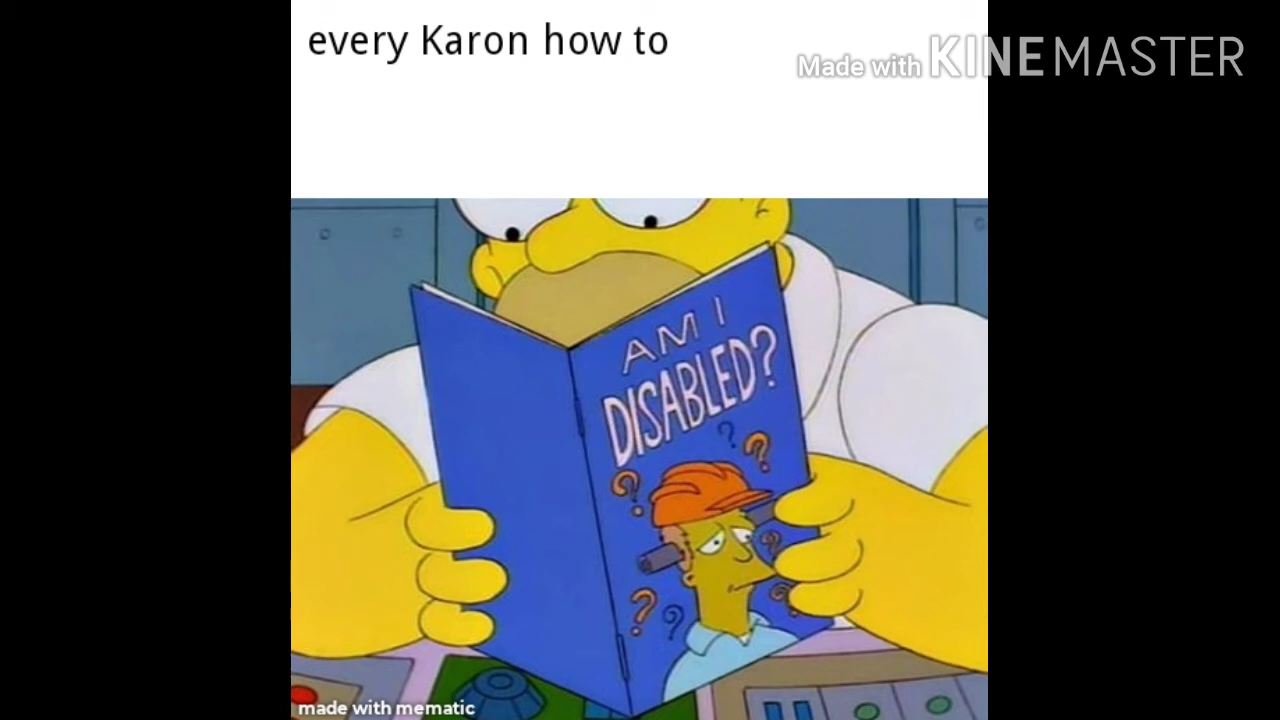 every Karon how to
Made with KINEMASTER
AM I
DISABLED?
? ?
?
?
? ?
?
made with mematic